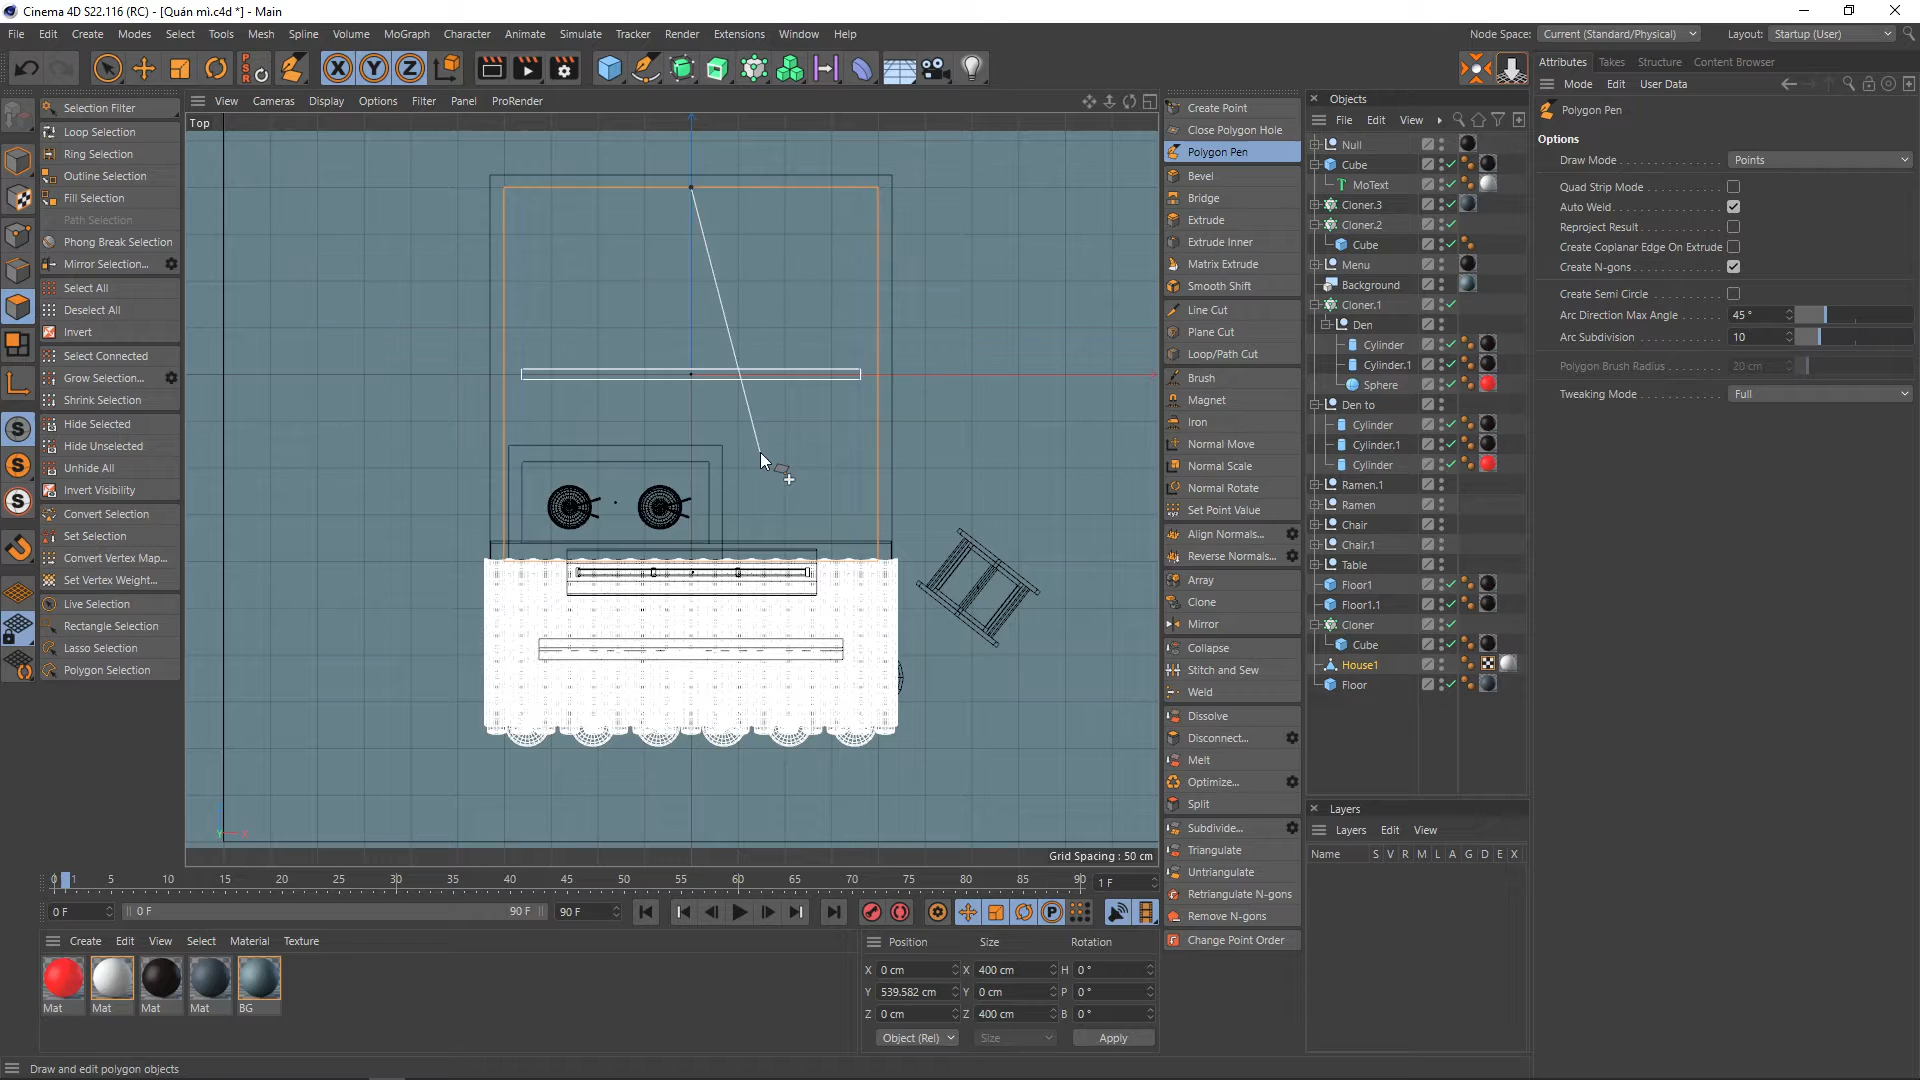 Cinema 4D S22.116 (RC) - [Quán mì.c4d *] - Main
File Edit Create Modes Select Tools Mesh Spline Volume MoGraph Character Animate Simulate Tracker Render Extensions Window Help
Node Space: Current (Standard/Physical) Layout: Startup (User)
X Y Z
View Cameras Display Options Filter Panel ProRender
Top
Selection Filter
Loop Selection
Ring Selection
Outline Selection
Fill Selection
Path Selection
Phong Break Selection
Mirror Selection...
Select All
Deselect All
Invert
Select Connected
Grow Selection...
Shrink Selection
Hide Selected
Hide Unselected
Unhide All
Invert Visibility
Convert Selection
Set Selection
Convert Vertex Map...
Set Vertex Weight...
Live Selection
Rectangle Selection
Lasso Selection
Polygon Selection
Y X
Grid Spacing : 50 cm
Create Point
Close Polygon Hole
Polygon Pen
Bevel
Bridge
Extrude
Extrude Inner
Matrix Extrude
Smooth Shift
Line Cut
Plane Cut
Loop/Path Cut
Brush
Magnet
Iron
Normal Move
Normal Scale
Normal Rotate
Set Point Value
Align Normals...
Reverse Normals...
Array
Clone
Mirror
Collapse
Stitch and Sew
Weld
Dissolve
Disconnect...
Melt
Optimize...
Split
Subdivide...
Triangulate
Untriangulate
Retriangulate N-gons
Remove N-gons
Change Point Order
Objects
File Edit View
Null
Cube
MoText
Cloner.3
Cloner.2
Cube
Menu
Background
Cloner.1
Den
Cylinder
Cylinder.1
Sphere
Den to
Cylinder
Cylinder.1
Cylinder
Ramen.1
Ramen
Chair
Chair.1
Table
Floor1
Floor1.1
Cloner
Cube
House1
Floor
Layers
Layers Edit View
Name S V R M L A G D E X
Attributes Takes Structure Content Browser
Mode Edit User Data
Polygon Pen
Options
Draw Mode Points
Quad Strip Mode
Auto Weld
Reproject Result
Create Coplanar Edge On Extrude
Create N-gons
Create Semi Circle
Arc Direction Max Angle 45 °
Arc Subdivision 10
Polygon Brush Radius 20 cm
Tweaking Mode Full
0 1 5 10 15 20 25 30 35 40 45 50 55 60 65 70 75 80 85 90 1 F
0 F 0 F 90 F 90 F
Create Edit View Select Material Texture
Mat Mat Mat Mat BG
Position Size Rotation
X 0 cm X 400 cm H 0 °
Y 539.582 cm Y 0 cm P 0 °
Z 0 cm Z 400 cm B 0 °
Object (Rel) Size Apply
Draw and edit polygon objects